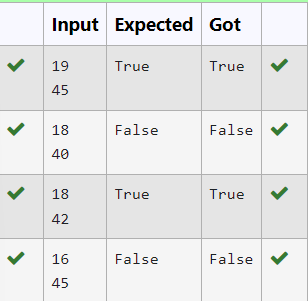 Input Expected Got
19 True True
45
18 False False
40
18 True True
42
16 False False
45